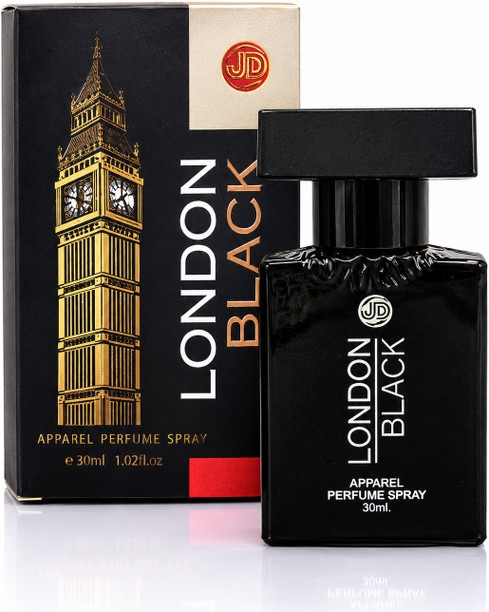 JD
LONDON
BLACK
APPAREL PERFUME SPRAY
e 30ml 1.02fl.oz
JD
LONDON
BLACK
APPAREL
PERFUME SPRAY
30ml.